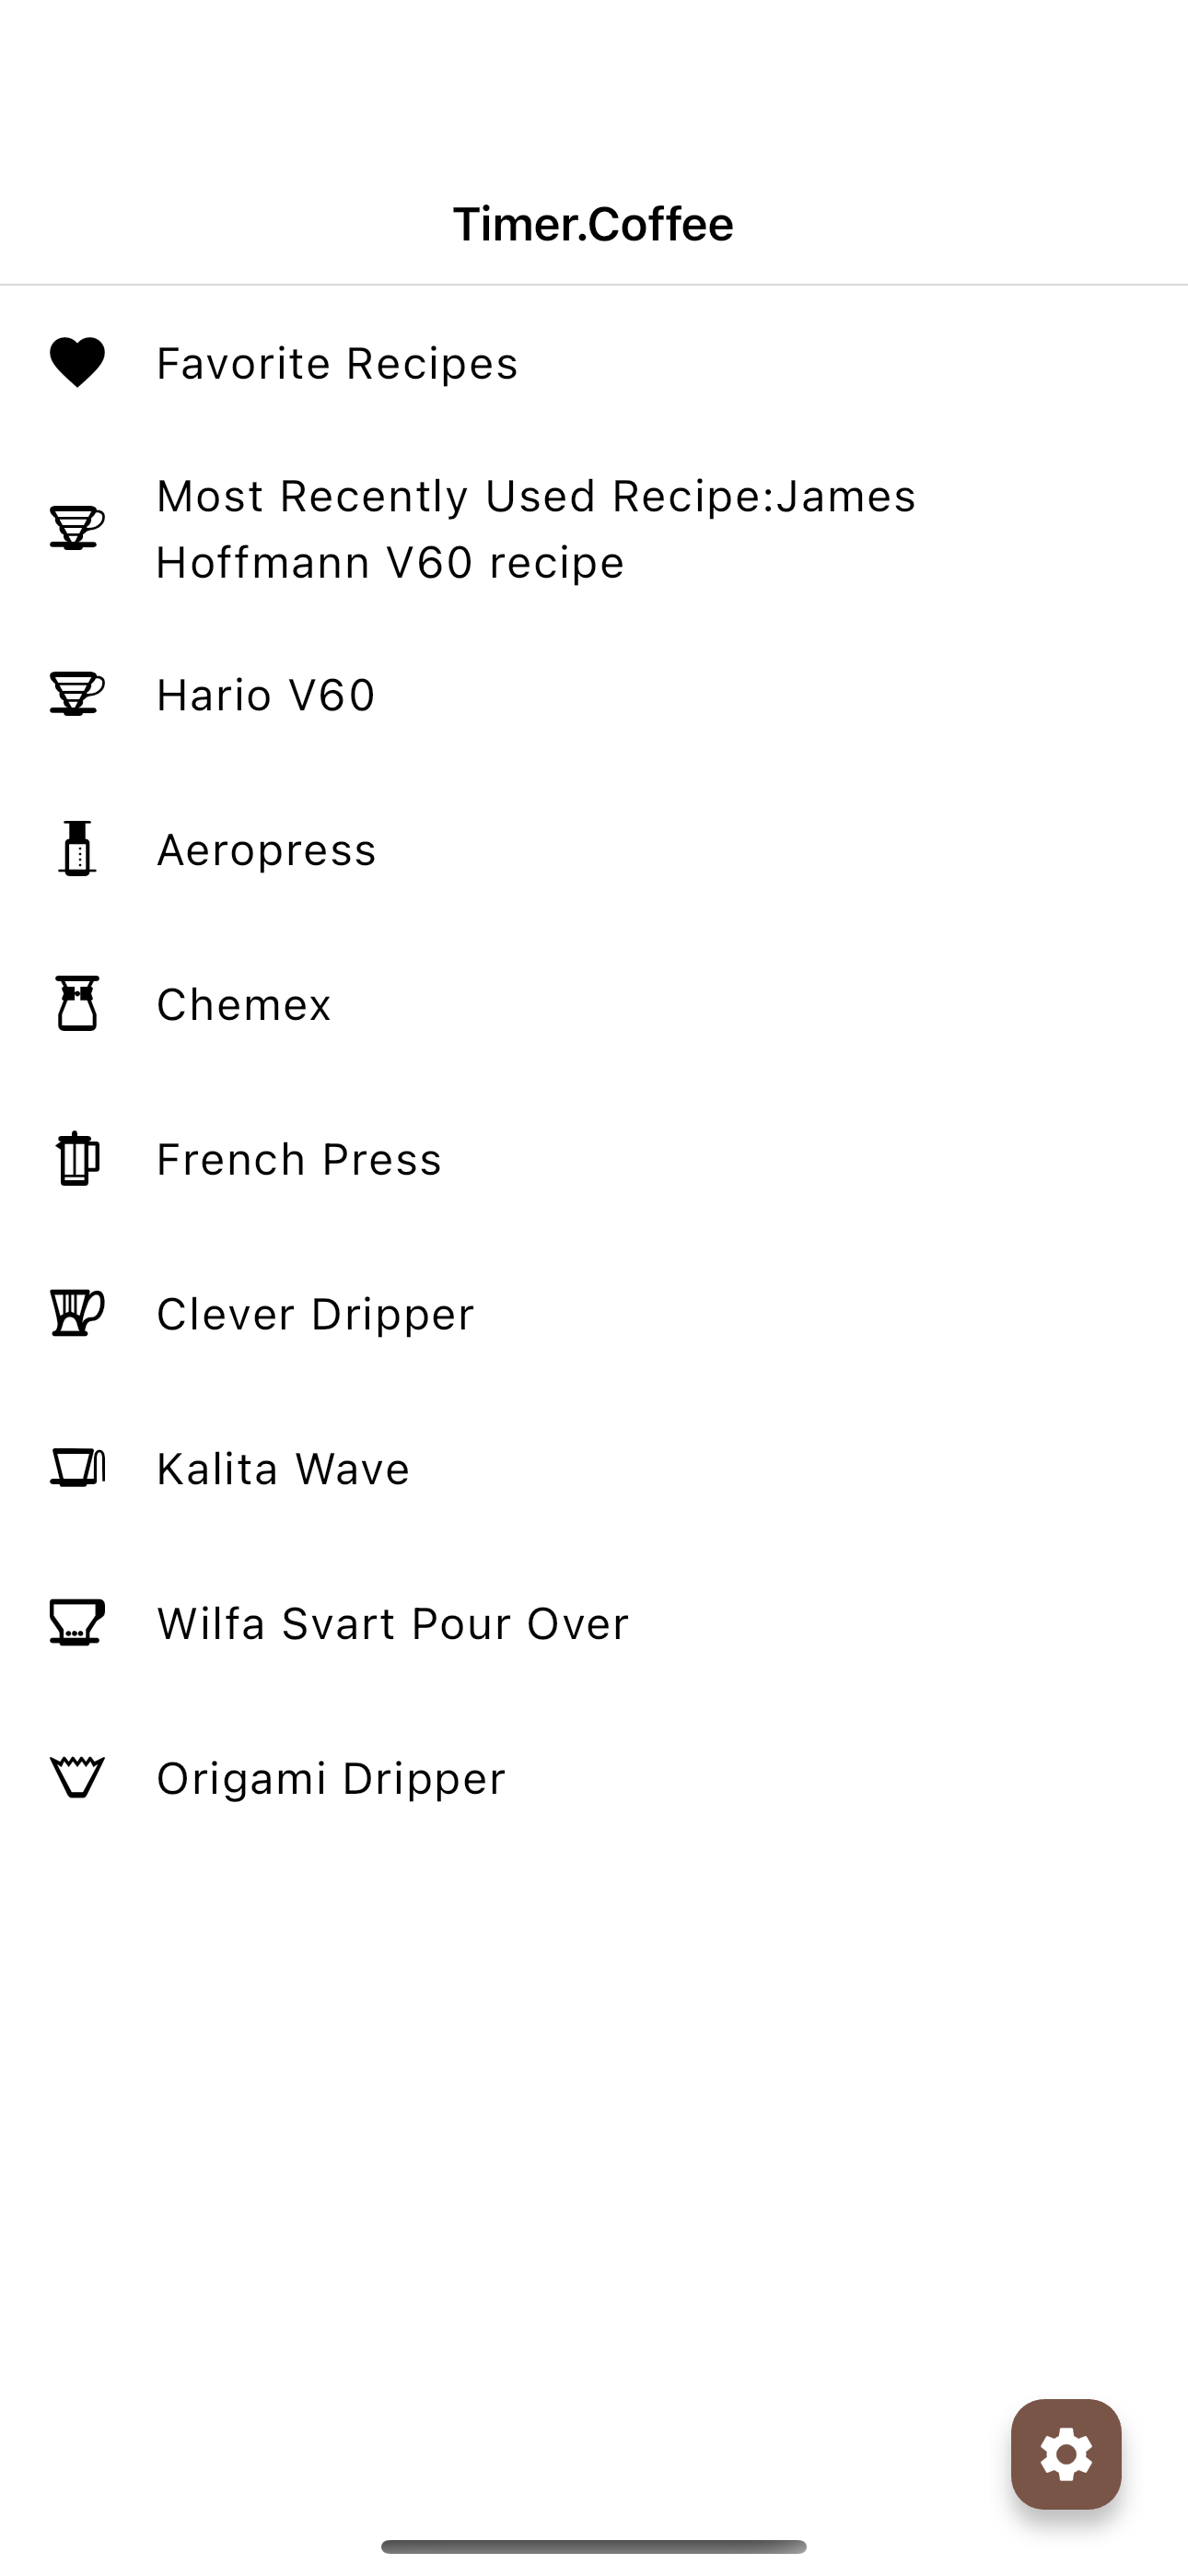 Timer.Coffee
Favorite Recipes
Most Recently Used Recipe:James
Hoffmann V60 recipe
Hario V60
Aeropress
Chemex
French Press
Clever Dripper
Kalita Wave
Wilfa Svart Pour Over
Origami Dripper